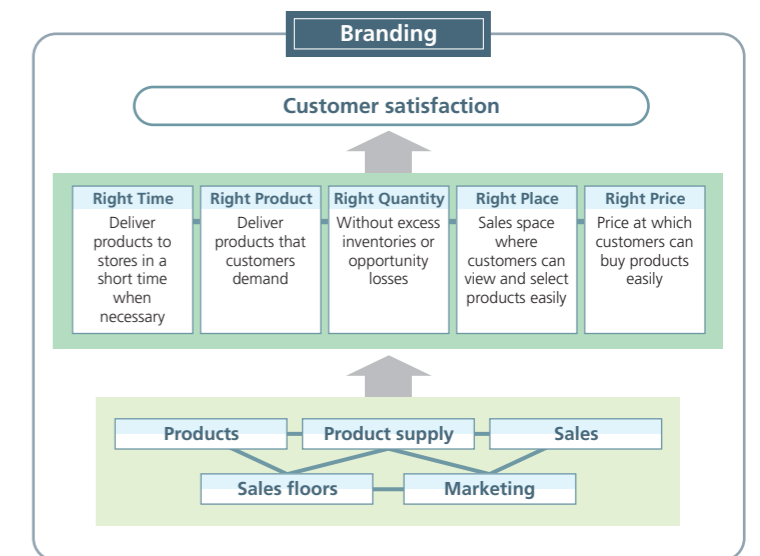 Branding
Customer satisfaction
Right Time
Deliver
products to
stores in a
short time
when
necessary
Right Product
Deliver
products that
customers
demand
Right Quantity
Without excess
inventories or
opportunity
losses
Right Place
Sales space
where
customers can
view and select
products easily
Right Price
Price at which
customers can
buy products
easily
Products
Product supply
Sales
Sales floors
Marketing